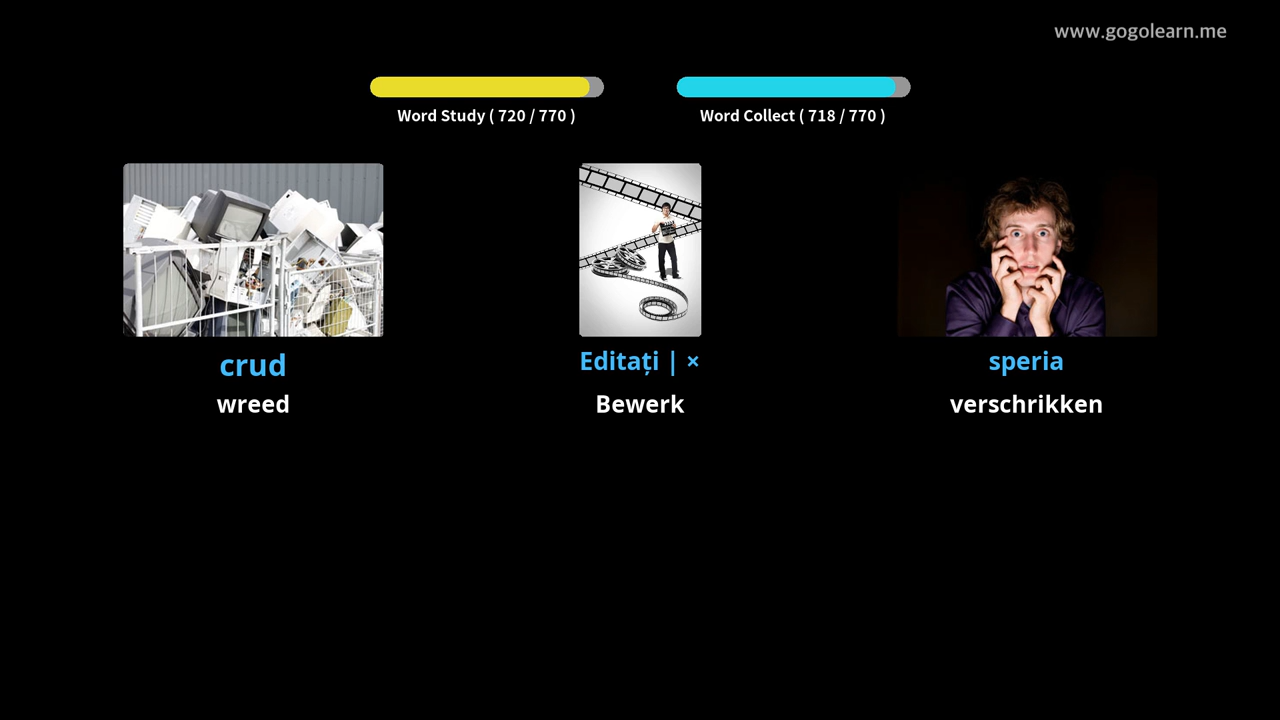 www.gogolearn.me
Word Study ( 720 / 770 )
Word Collect ( 718 / 770 )
crud
wreed
Editați | ×
Bewerk
speria
verschrikken